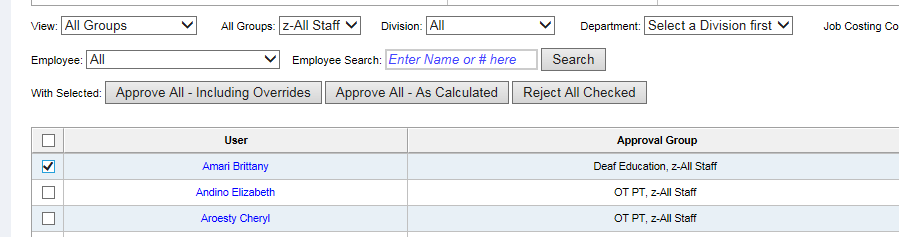 View: All Groups All Groups: z-All Staff Division: All Department: Select a Division first Job Costing Co
Employee: All Employee Search: Enter Name or # here Search
With Selected: Approve All - Including Overrides Approve All - As Calculated Reject All Checked
User Approval Group
Amari Brittany Deaf Education, z-All Staff
Andino Elizabeth OT PT, z-All Staff
Aroesty Cheryl OT PT, z-All Staff